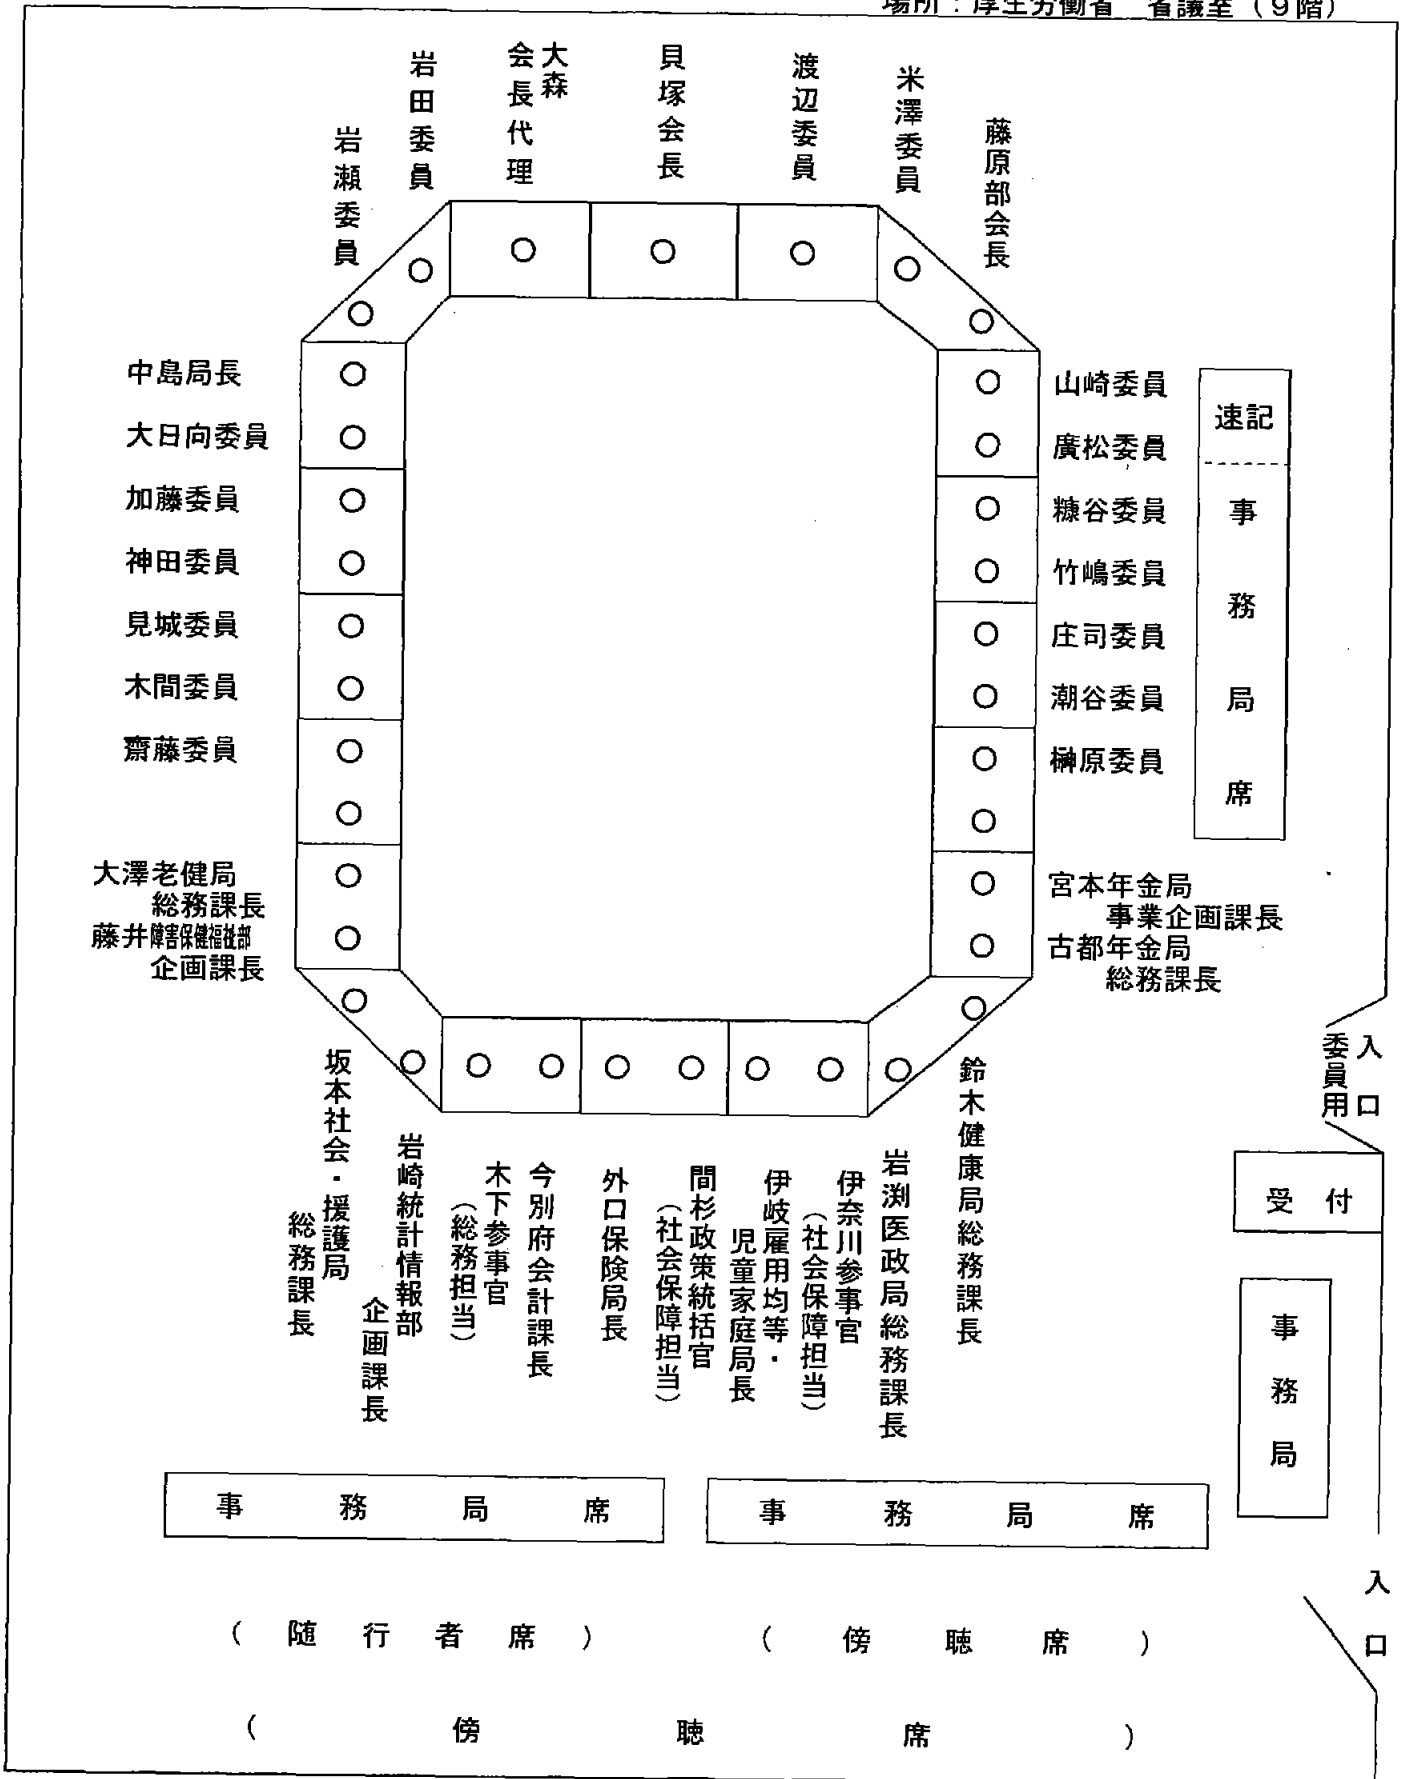 場所：厚生労働省　省議室（９階）
岩瀬委員
岩田委員
大森
会長代理
貝塚会長
渡辺委員
米澤委員
藤原部会長
中島局長
大日向委員
加藤委員
神田委員
見城委員
木間委員
齋藤委員
大澤老健局
総務課長
藤井障害保健福祉部
企画課長
山崎委員
廣松委員
糠谷委員
竹嶋委員
庄司委員
潮谷委員
榊原委員
宮本年金局
事業企画課長
古都年金局
総務課長
速記
事務局席
委員用
入口
受付
事務局
坂本社会・援護局
総務課長
岩崎統計情報部
企画課長
木下参事官
（総務担当）
今別府会計課長
外口保険局長
間杉政策統括官
（社会保障担当）
伊岐雇用均等・
児童家庭局長
伊奈川参事官
（社会保障担当）
岩渕医政局総務課長
鈴木健康局総務課長
事務局席
事務局席
入口
（随行者席）
（傍聴席）
（傍聴席）